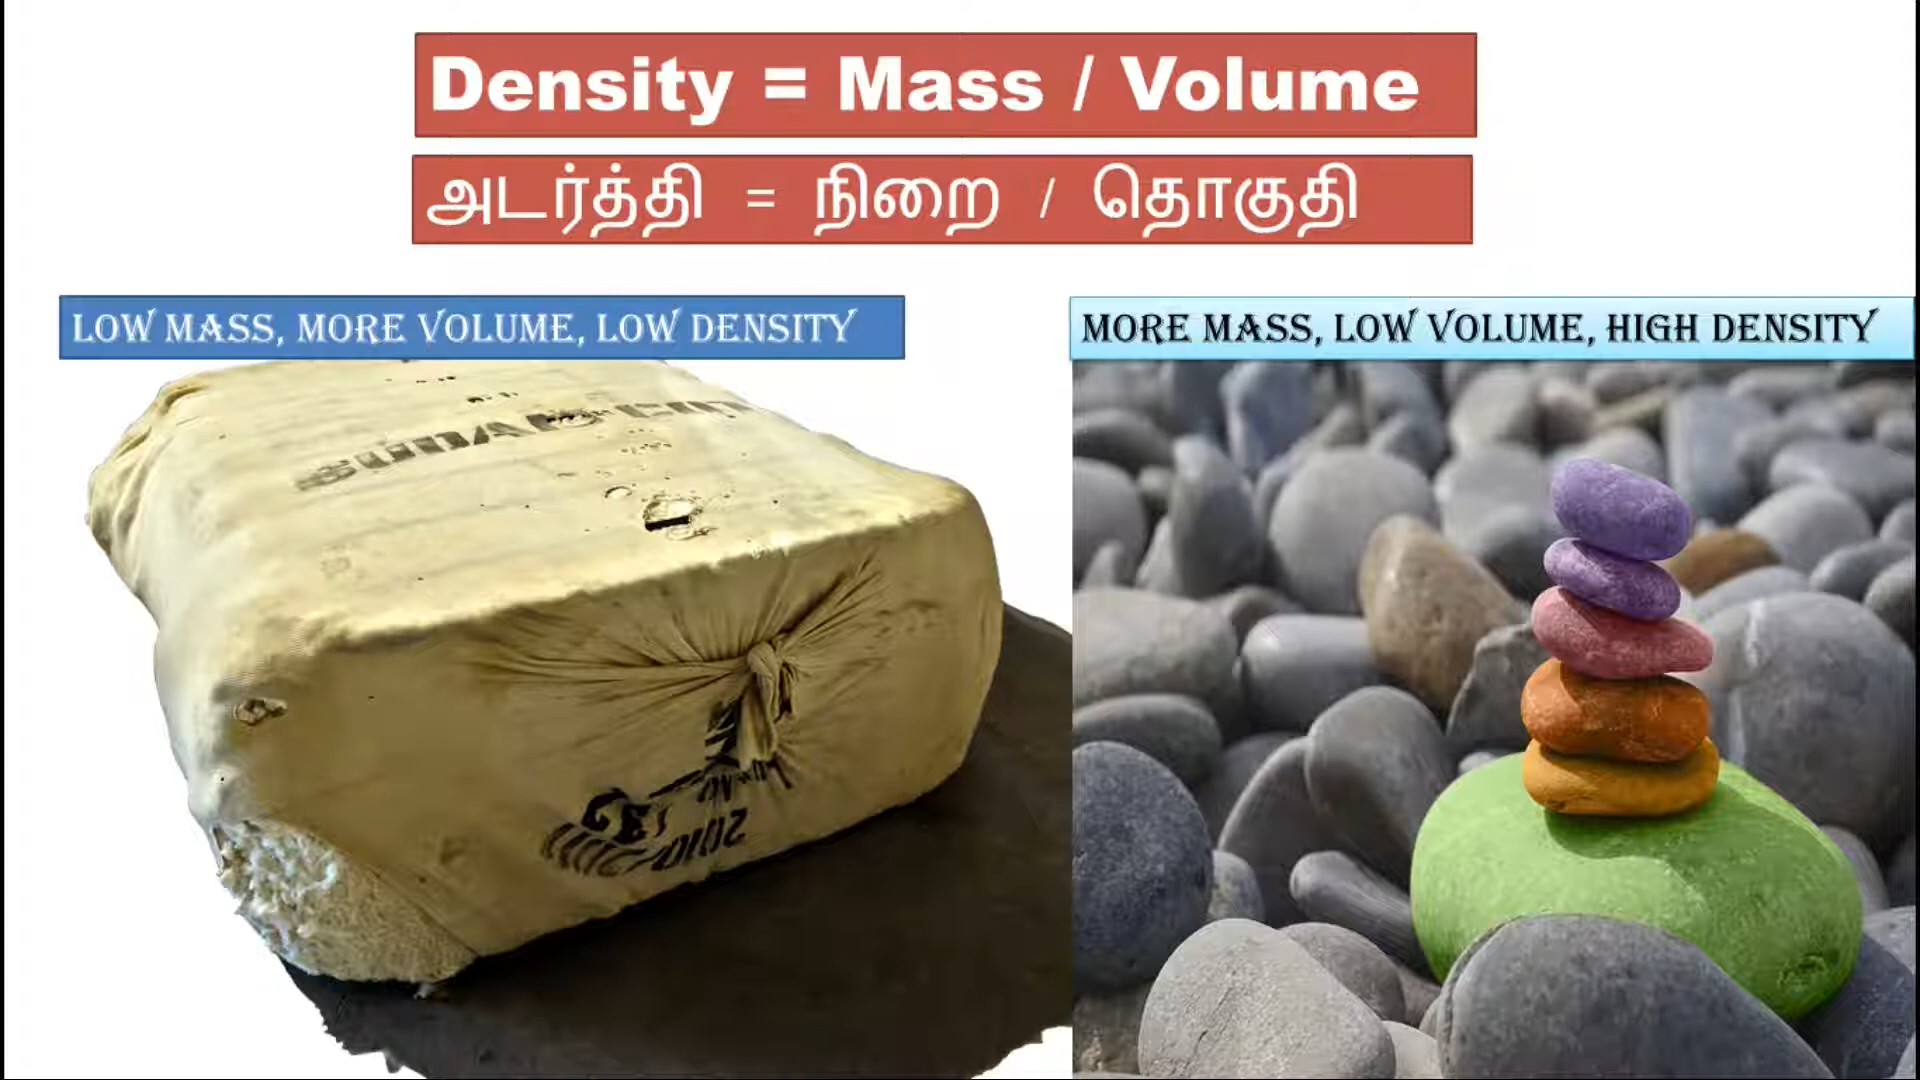 Density = Mass / Volume
அடர்த்தி = நிறை / தொகுதி
LOW MASS, MORE VOLUME, LOW DENSITY
MORE MASS, LOW VOLUME, HIGH DENSITY